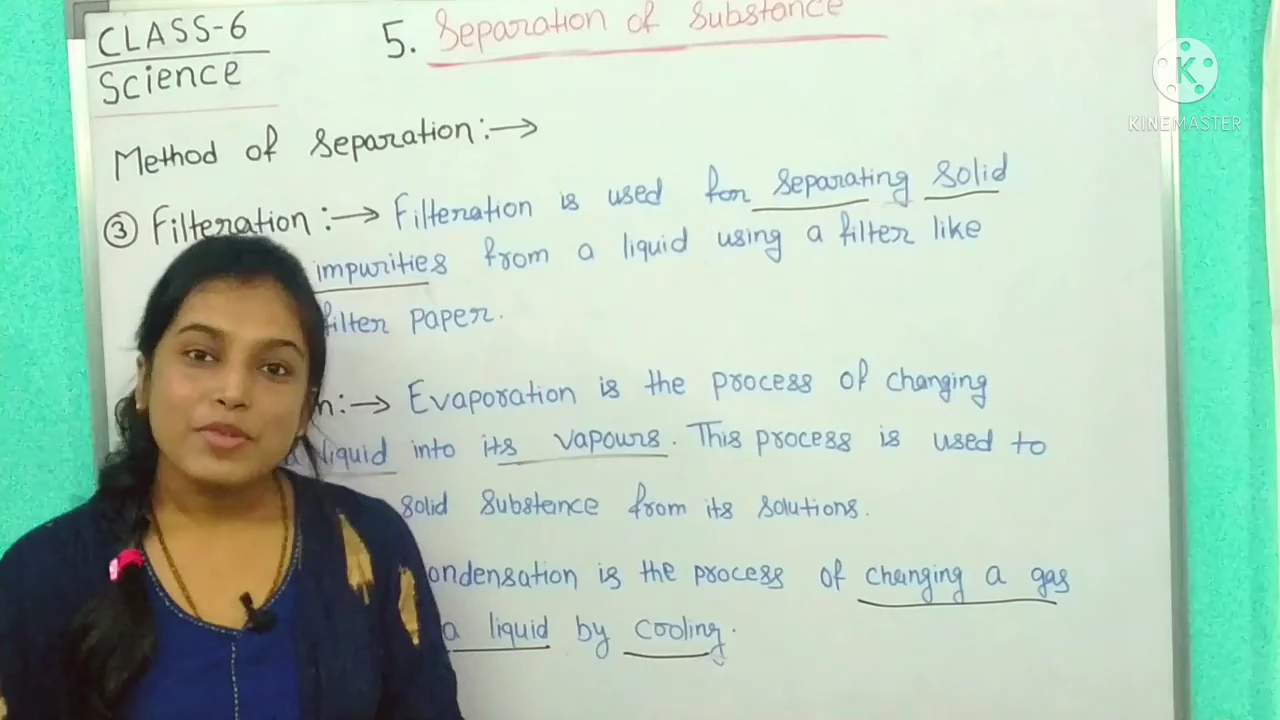 CLASS-6
Science
5. Separation of Substance
KINEMASTER
Method of Separation:→
③ Filteration:→ Filteration is used for separating solid
impurities from a liquid using a filter like
filter paper.
n:→ Evaporation is the process of changing
liquid into its vapours. This process is used to
solid substance from its solutions.
ondensation is the process of changing a gas
a liquid by cooling.